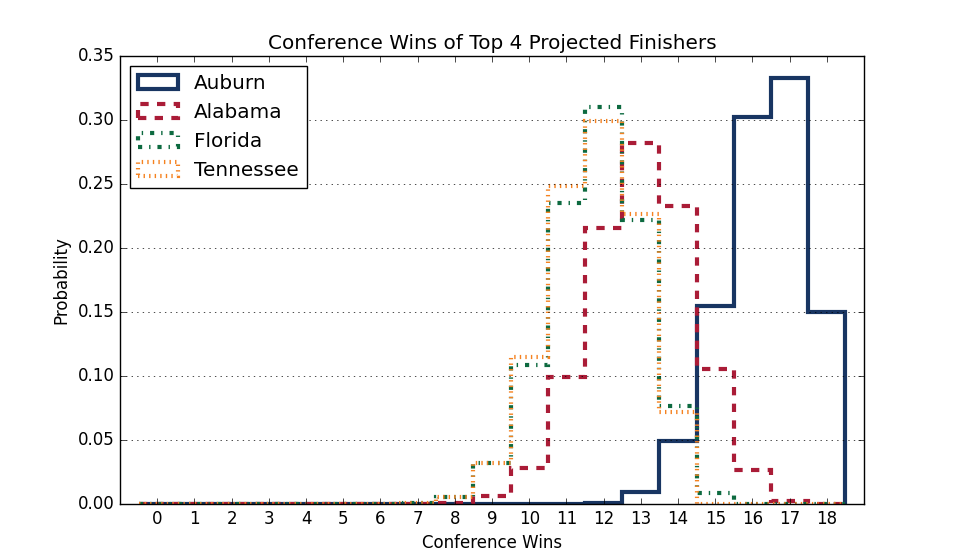 Conference Wins of Top 4 Projected Finishers
0.35
0.30
0.25
0.20
0.15
0.10
0.05
0.00
Probability
Auburn
Alabama
Florida
Tennessee
0 1 2 3 4 5 6 7 8 9 10 11 12 13 14 15 16 17 18
Conference Wins